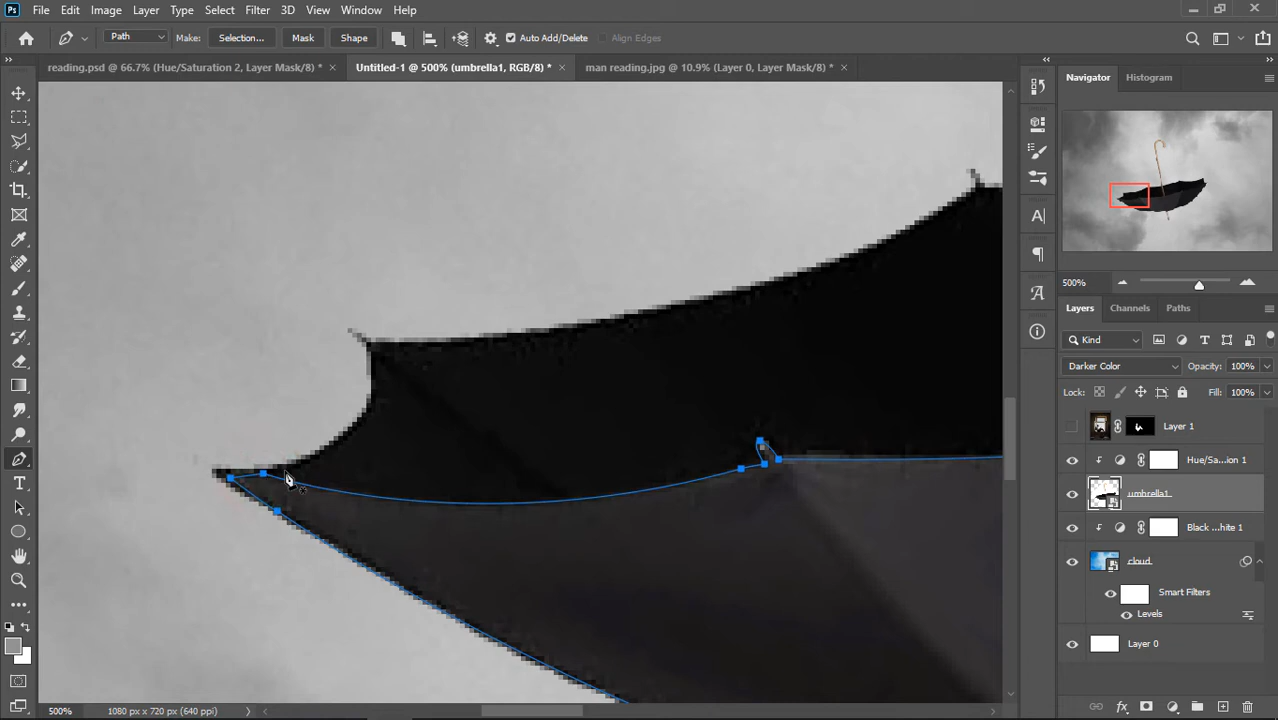 Ps File Edit Image Layer Type Select Filter 3D View Window Help
Path Make: Selection... Mask Shape Auto Add/Delete Align Edges
reading.psd @ 66.7% (Hue/Saturation 2, Layer Mask/8) * Untitled-1 @ 500% (umbrella1, RGB/8) * man reading.jpg @ 10.9% (Layer 0, Layer Mask/8) *
Navigator Histogram
500%
Layers Channels Paths
Kind
Darker Color Opacity: 100%
Lock: Fill: 100%
Layer 1
Hue/Sa...ion 1
umbrella1
Black ...hite 1
cloud
Smart Filters
Levels
Layer 0
500% 1080 px x 720 px (640 ppi)